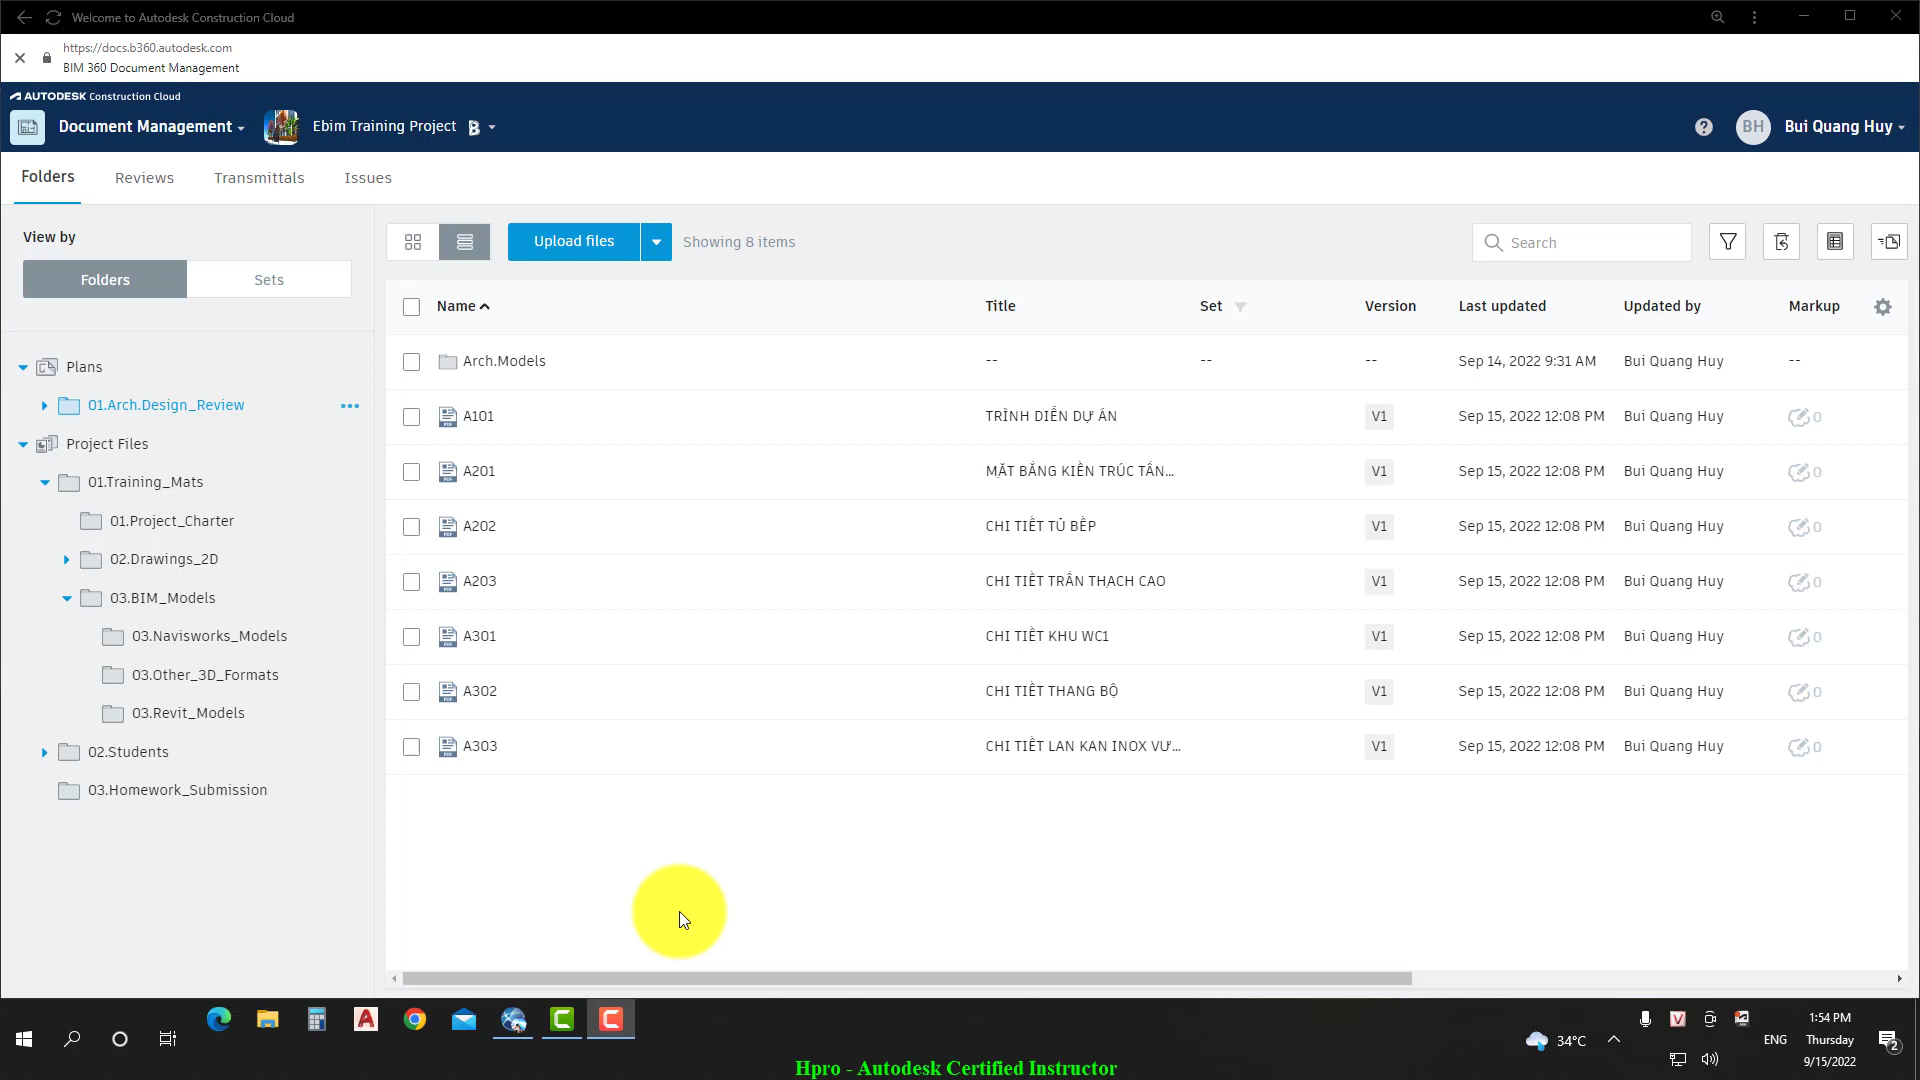 Welcome to Autodesk Construction Cloud
https://docs.b360.autodesk.com
BIM 360 Document Management
AUTODESK Construction Cloud
Document Management
Ebim Training Project
BH
Bui Quang Huy
Folders Reviews Transmittals Issues
View by
Folders Sets
Upload files
Showing 8 items
Search
Plans
01.Arch.Design_Review
Project Files
01.Training_Mats
01.Project_Charter
02.Drawings_2D
03.BIM_Models
03.Navisworks_Models
03.Other_3D_Formats
03.Revit_Models
02.Students
03.Homework_Submission
Name Title Set Version Last updated Updated by Markup
Arch.Models -- -- -- Sep 14, 2022 9:31 AM Bui Quang Huy --
A101 TRÌNH DIỄN DỰ ÁN V1 Sep 15, 2022 12:08 PM Bui Quang Huy 0
A201 MẶT BẰNG KIẾN TRÚC TẦN... V1 Sep 15, 2022 12:08 PM Bui Quang Huy 0
A202 CHI TIẾT TỦ BẾP V1 Sep 15, 2022 12:08 PM Bui Quang Huy 0
A203 CHI TIẾT TRẦN THẠCH CAO V1 Sep 15, 2022 12:08 PM Bui Quang Huy 0
A301 CHI TIẾT KHU WC1 V1 Sep 15, 2022 12:08 PM Bui Quang Huy 0
A302 CHI TIẾT THANG BỘ V1 Sep 15, 2022 12:08 PM Bui Quang Huy 0
A303 CHI TIẾT LAN KAN INOX VƯ... V1 Sep 15, 2022 12:08 PM Bui Quang Huy 0
34°C
ENG
1:54 PM
Thursday
9/15/2022
2
Hpro - Autodesk Certified Instructor